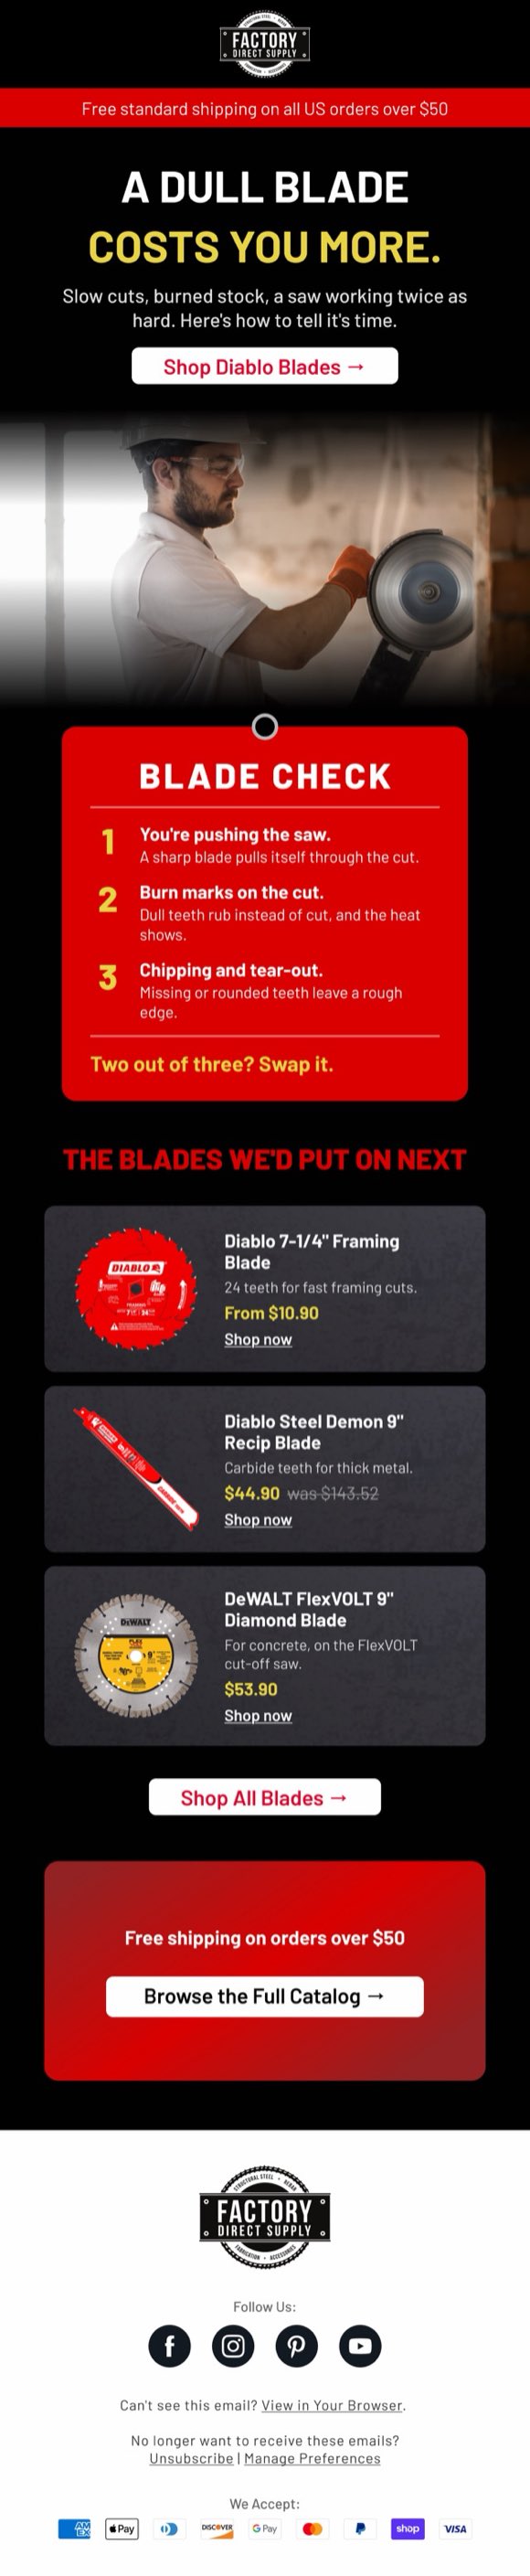 FACTORY
DIRECT SUPPLY
Free standard shipping on all US orders over $50
A DULL BLADE
COSTS YOU MORE.
Slow cuts, burned stock, a saw working twice as
hard. Here's how to tell it's time.
Shop Diablo Blades →
BLADE CHECK
1 You're pushing the saw.
A sharp blade pulls itself through the cut.
2 Burn marks on the cut.
Dull teeth rub instead of cut, and the heat
shows.
3 Chipping and tear-out.
Missing or rounded teeth leave a rough
edge.
Two out of three? Swap it.
THE BLADES WE'D PUT ON NEXT
DIABLO
Diablo 7-1/4" Framing
Blade
24 teeth for fast framing cuts.
From $10.90
Shop now
Diablo Steel Demon 9"
Recip Blade
Carbide teeth for thick metal.
$44.90 was $143.52
Shop now
DEWALT
DeWALT FlexVOLT 9"
Diamond Blade
For concrete, on the FlexVOLT
cut-off saw.
$53.90
Shop now
Shop All Blades →
Free shipping on orders over $50
Browse the Full Catalog →
STRUCTURAL STEEL • REBAR
FACTORY
DIRECT SUPPLY
FABRICATION • ACCESSORIES
Follow Us:
Can't see this email? View in Your Browser.
No longer want to receive these emails?
Unsubscribe | Manage Preferences
We Accept:
AMEX
Pay
DISCOVER
G Pay
shop
VISA